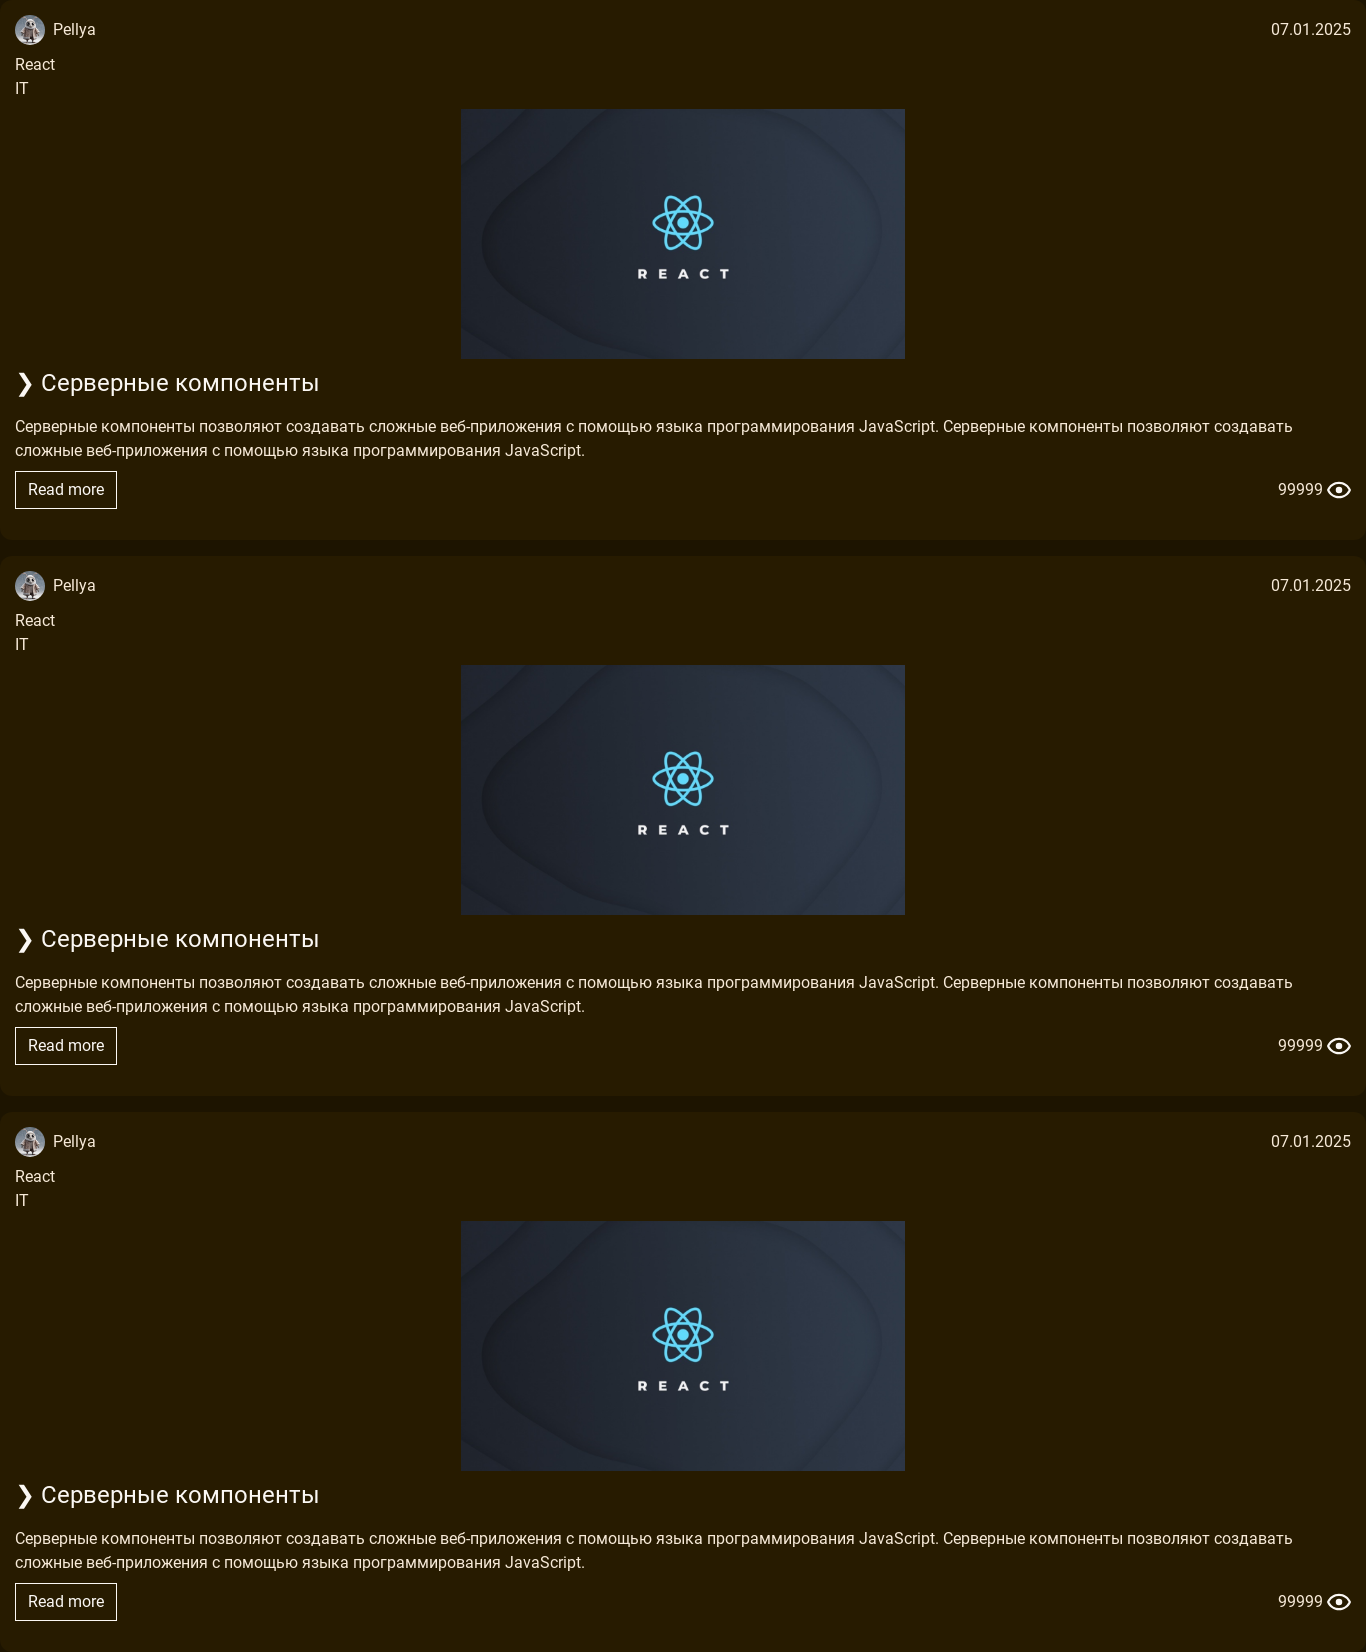 Pellya 07.01.2025
React
IT
REACT
❯ Серверные компоненты
Серверные компоненты позволяют создавать сложные веб-приложения с помощью языка программирования JavaScript. Серверные компоненты позволяют создавать
сложные веб-приложения с помощью языка программирования JavaScript.
Read more 99999
Pellya 07.01.2025
React
IT
REACT
❯ Серверные компоненты
Серверные компоненты позволяют создавать сложные веб-приложения с помощью языка программирования JavaScript. Серверные компоненты позволяют создавать
сложные веб-приложения с помощью языка программирования JavaScript.
Read more 99999
Pellya 07.01.2025
React
IT
REACT
❯ Серверные компоненты
Серверные компоненты позволяют создавать сложные веб-приложения с помощью языка программирования JavaScript. Серверные компоненты позволяют создавать
сложные веб-приложения с помощью языка программирования JavaScript.
Read more 99999